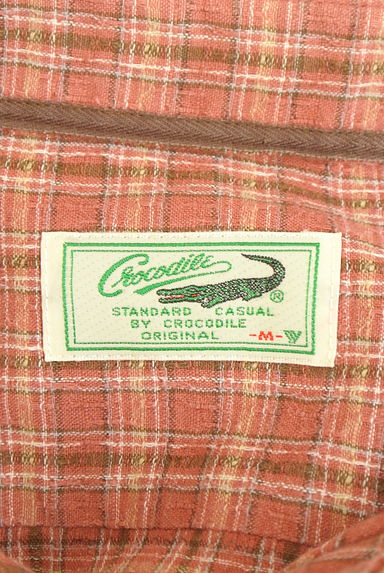 Crocodile
®
STANDARD CASUAL
BY CROCODILE
ORIGINAL -M-